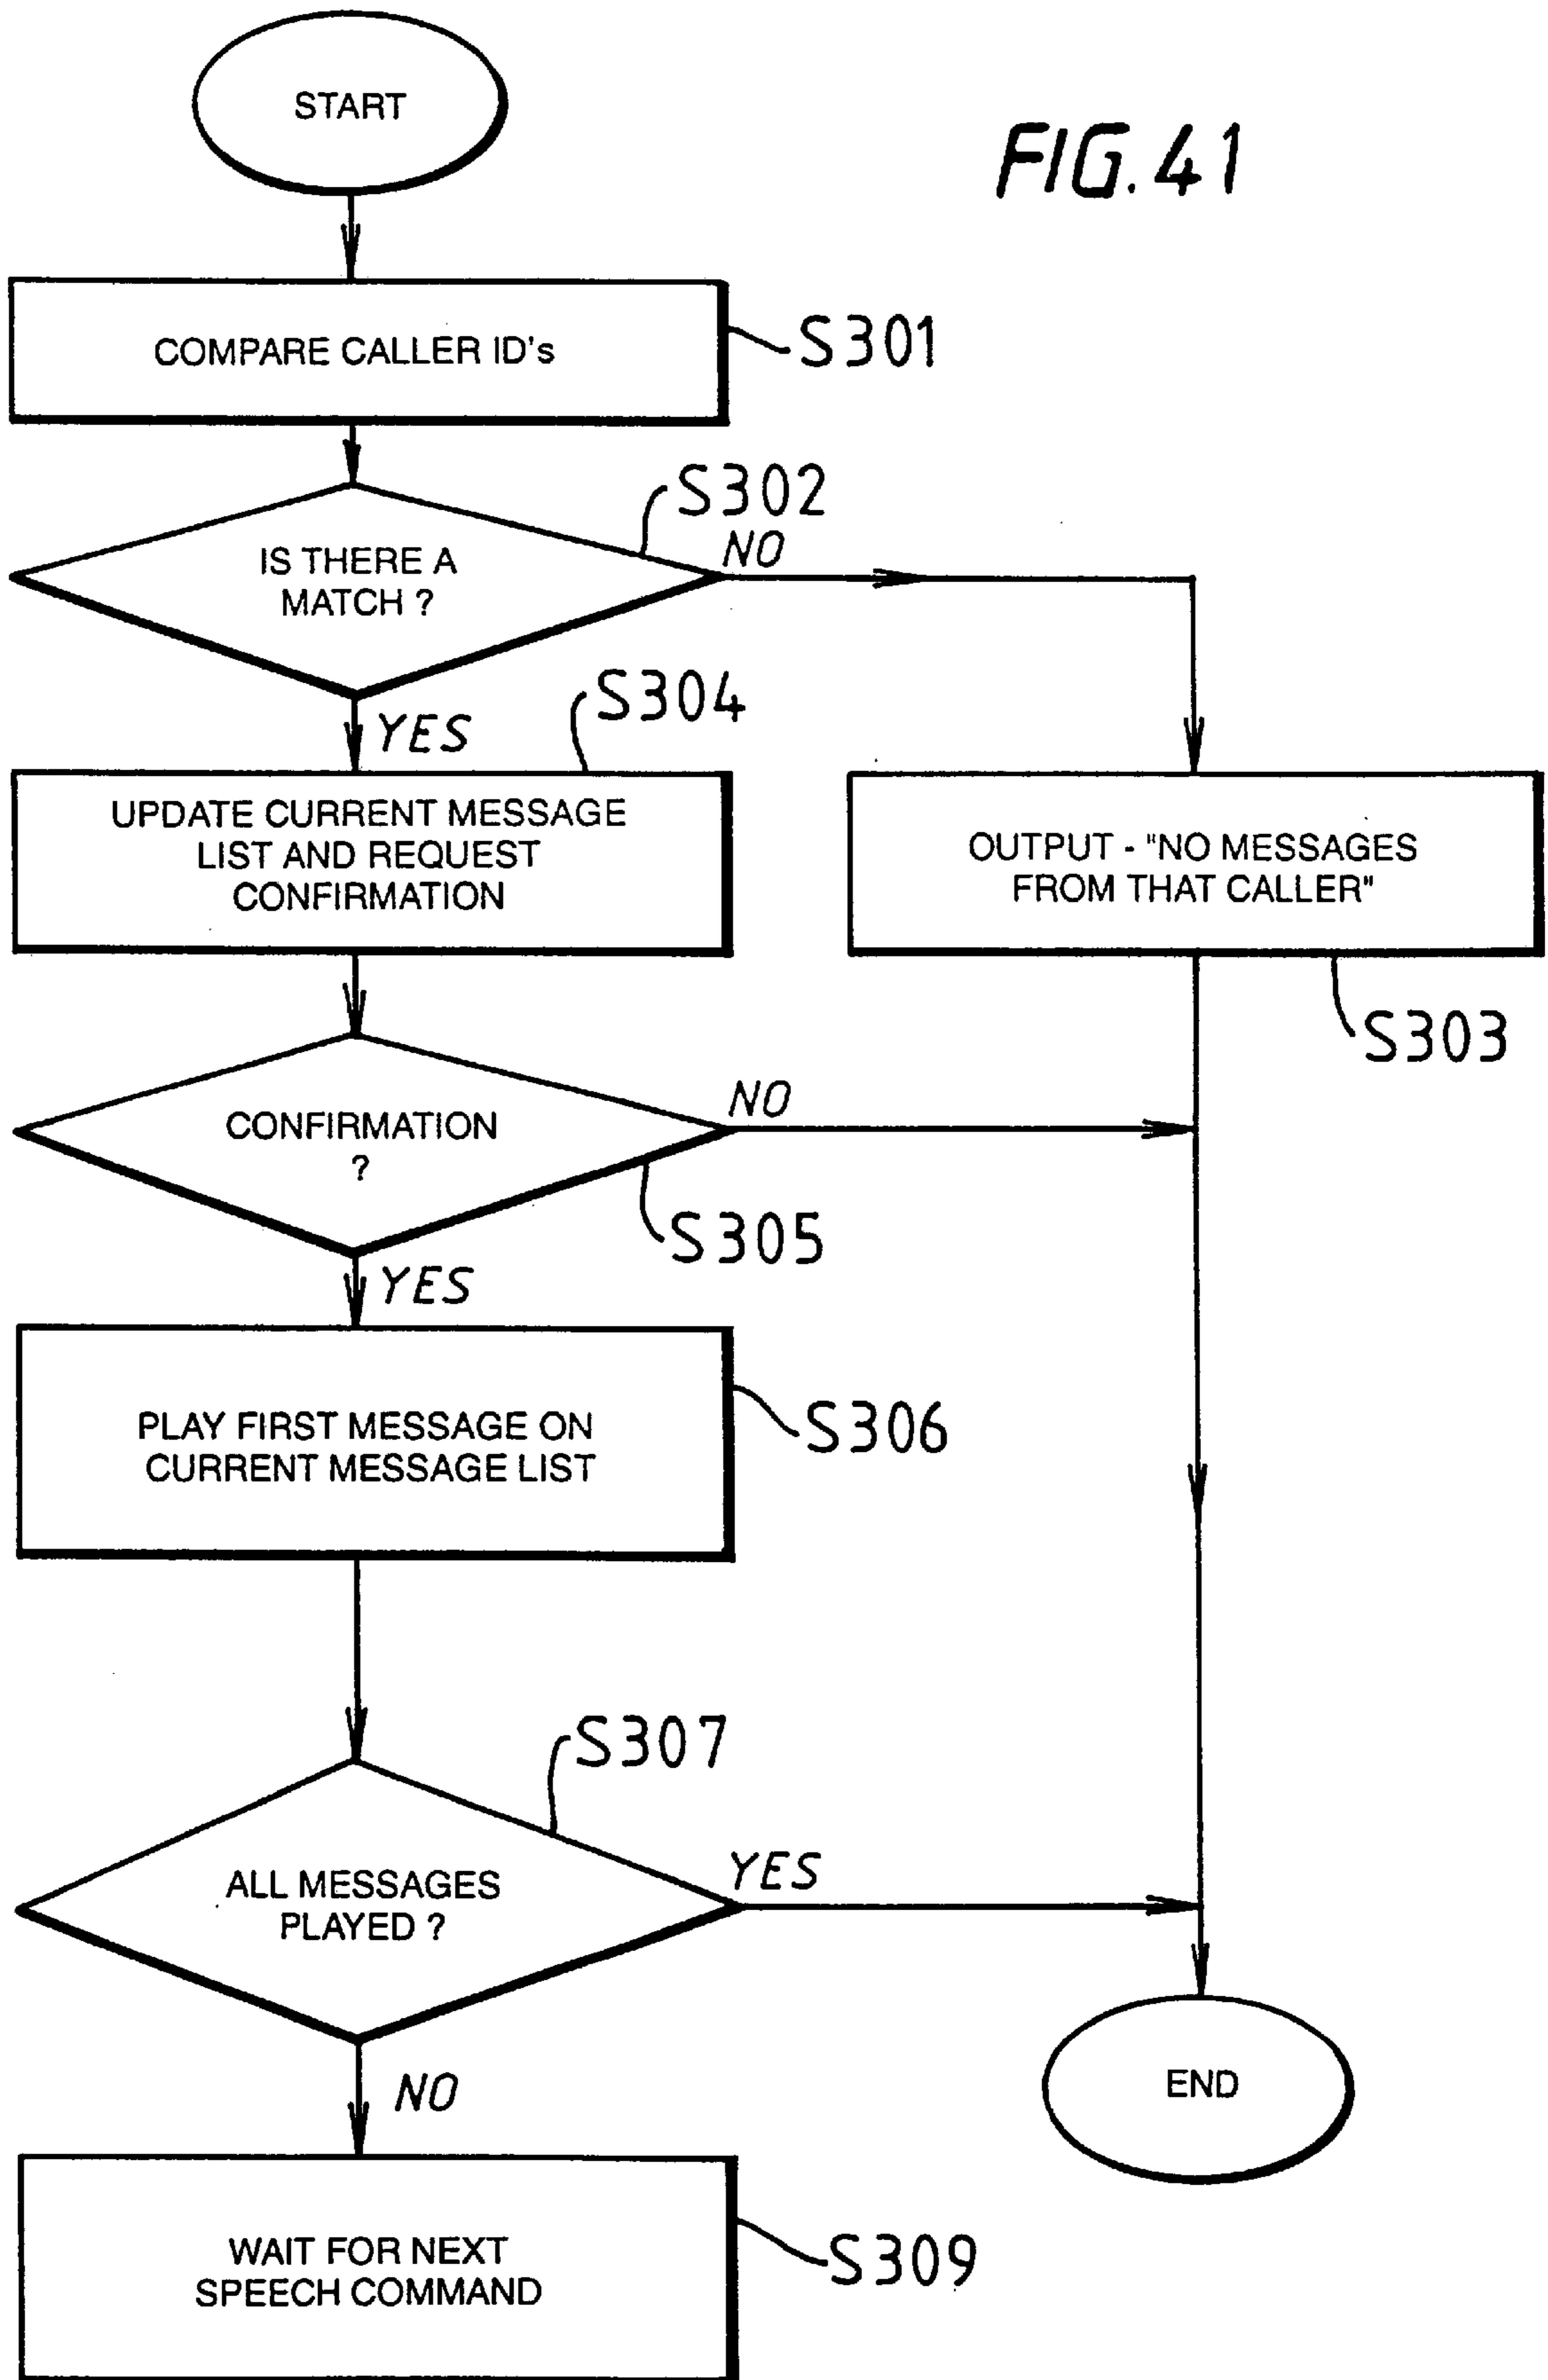 START
FIG.41
COMPARE CALLER ID's
S301
S302
IS THERE A
MATCH ?
NO
S304
YES
UPDATE CURRENT MESSAGE
LIST AND REQUEST
CONFIRMATION
OUTPUT - "NO MESSAGES
FROM THAT CALLER"
S303
CONFIRMATION
?
NO
S305
YES
PLAY FIRST MESSAGE ON
CURRENT MESSAGE LIST
S306
S307
ALL MESSAGES
PLAYED ?
YES
END
NO
WAIT FOR NEXT
SPEECH COMMAND
S309